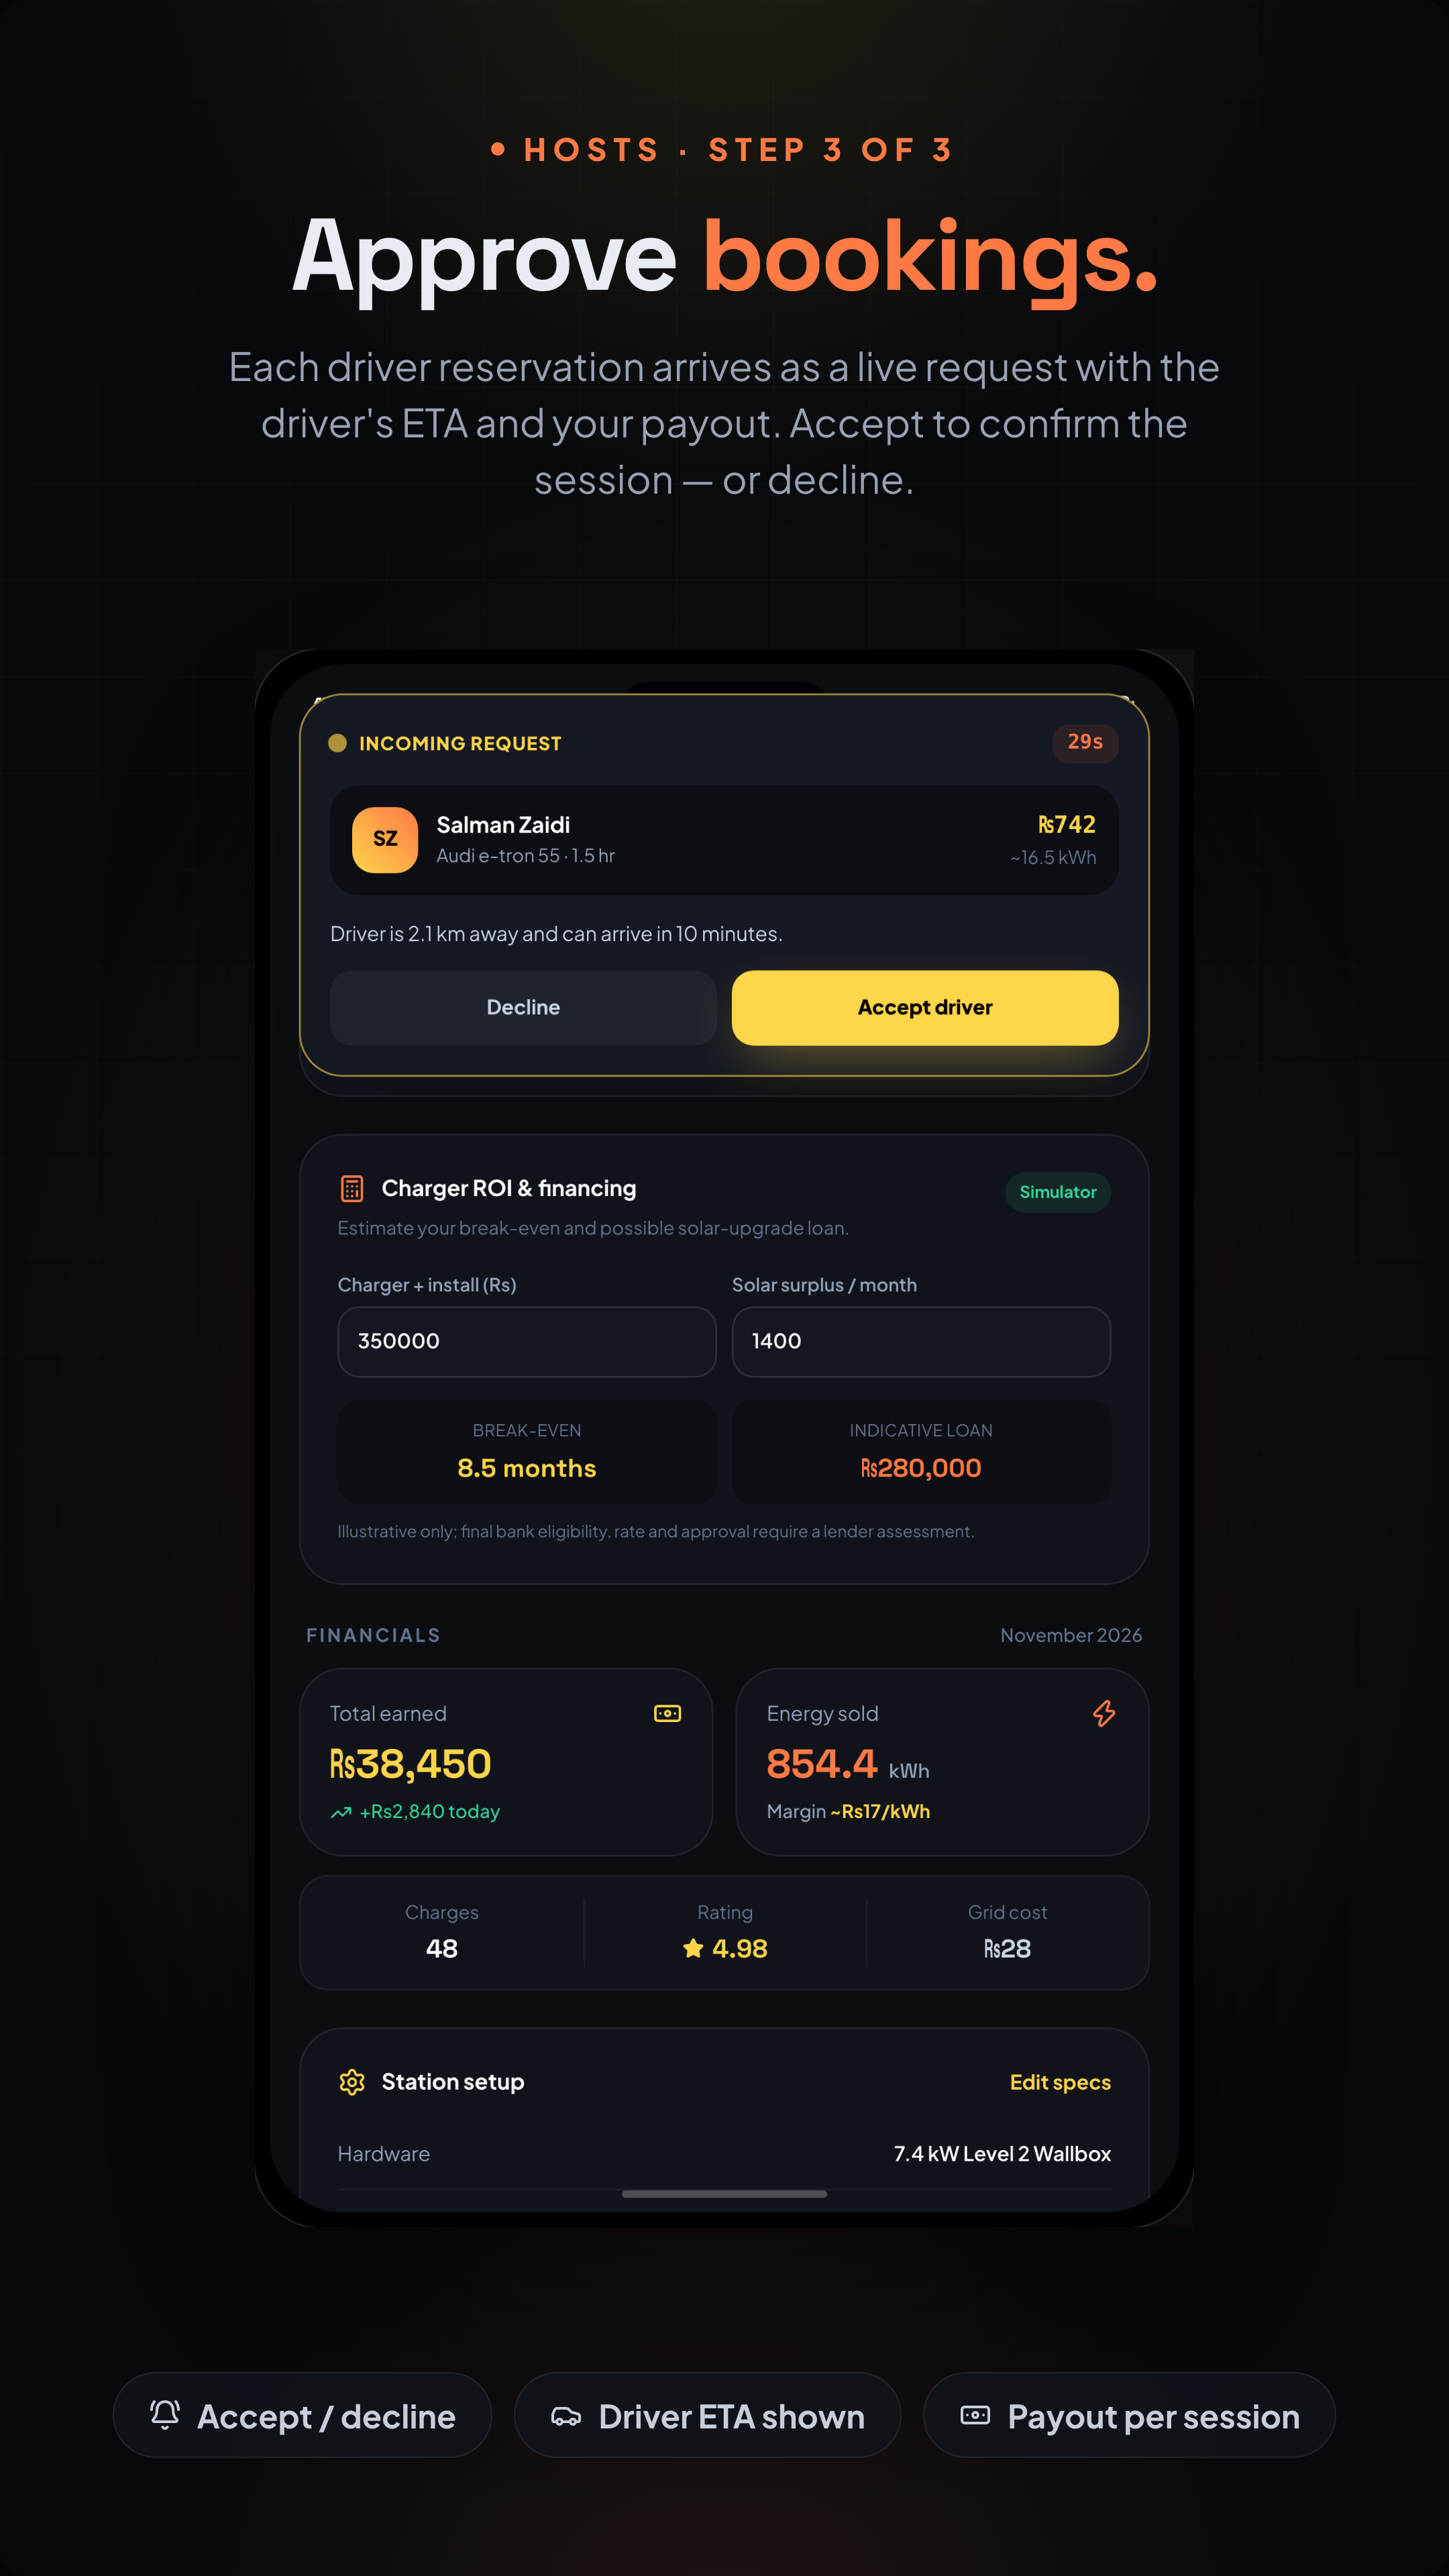 HOSTS · STEP 3 OF 3
Approve bookings.
Each driver reservation arrives as a live request with the
driver's ETA and your payout. Accept to confirm the
session — or decline.
INCOMING REQUEST
29s
SZ
Salman Zaidi
₨742
Audi e-tron 55 · 1.5 hr
~16.5 kWh
Driver is 2.1 km away and can arrive in 10 minutes.
Decline
Accept driver
Charger ROI & financing
Simulator
Estimate your break-even and possible solar-upgrade loan.
Charger + install (Rs)
Solar surplus / month
350000
1400
BREAK-EVEN
INDICATIVE LOAN
8.5 months
₨280,000
Illustrative only; final bank eligibility, rate and approval require a lender assessment.
FINANCIALS
November 2026
Total earned
Energy sold
₨38,450
854.4 kWh
+Rs2,840 today
Margin ~Rs17/kWh
Charges
Rating
Grid cost
48
4.98
₨28
Station setup
Edit specs
Hardware
7.4 kW Level 2 Wallbox
Accept / decline
Driver ETA shown
Payout per session